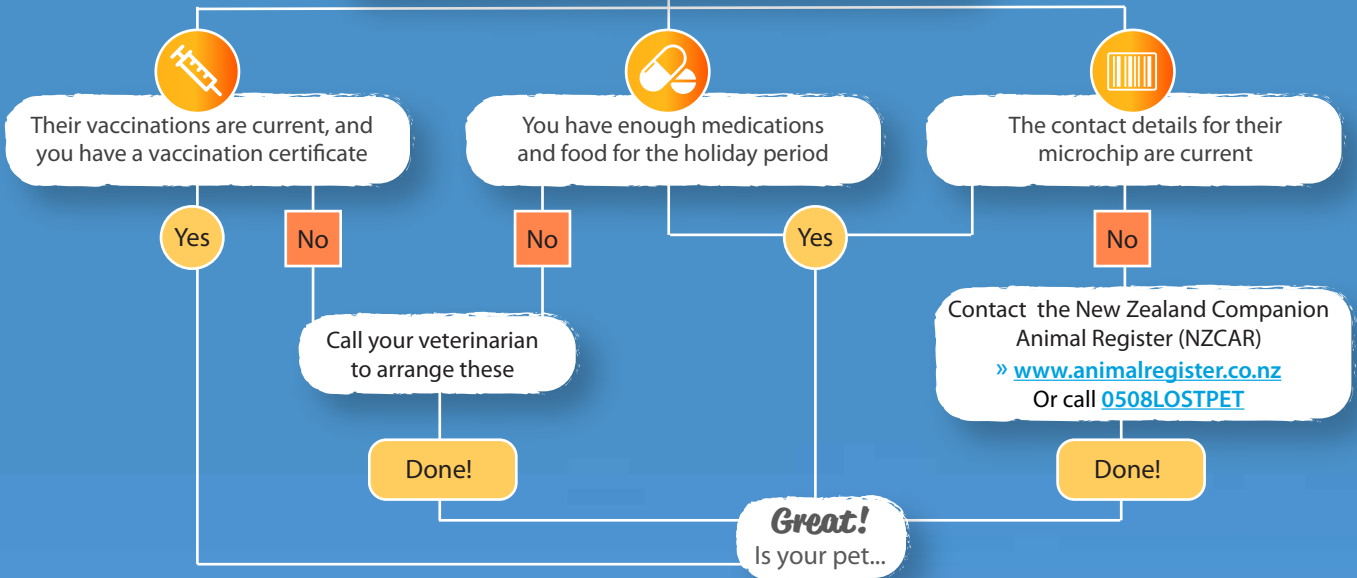 Their vaccinations are current, and
you have a vaccination certificate
You have enough medications
and food for the holiday period
The contact details for their
microchip are current
Yes
No
No
Yes
No
Call your veterinarian
to arrange these
Contact the New Zealand Companion
Animal Register (NZCAR)
» www.animalregister.co.nz
Or call 0508LOSTPET
Done!
Done!
Great!
Is your pet...